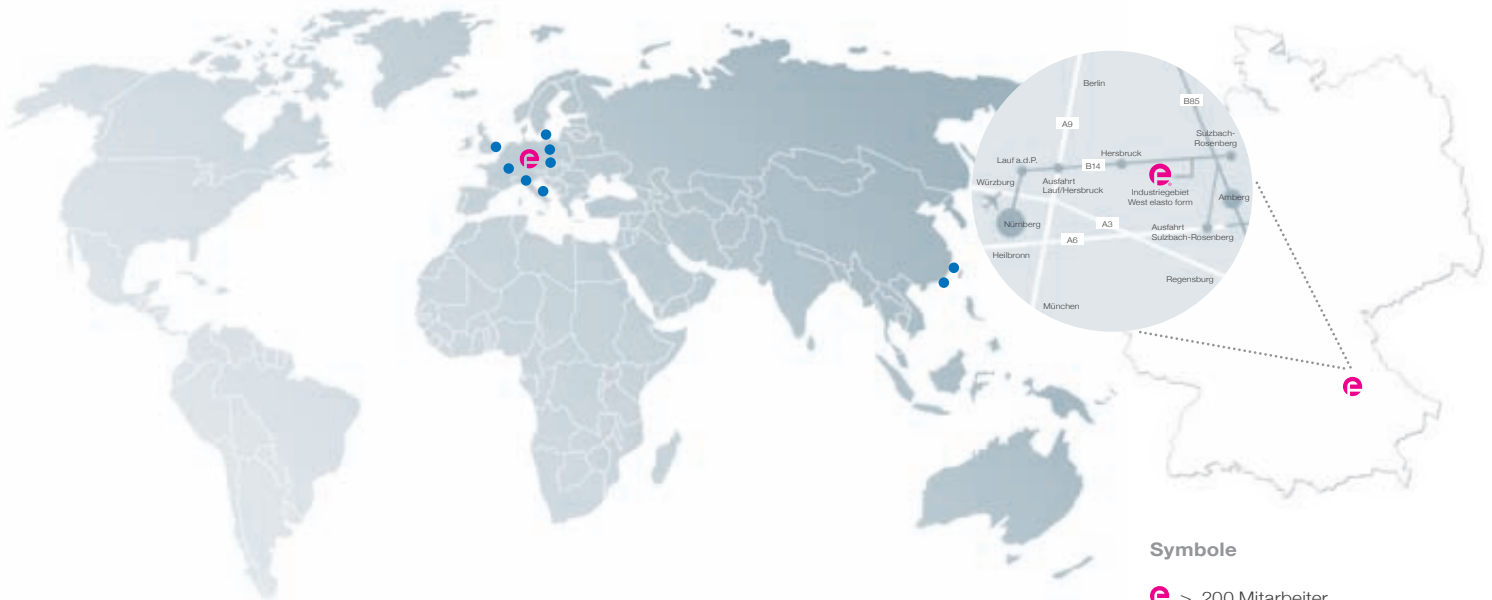 Berlin
B85
A9
Sulzbach-
Rosenberg
Hersbruck
Lauf a.d.P.
B14
Würzburg
Ausfahrt
Lauf/Hersbruck
Industriegebiet
West elasto form
Amberg
Nürnberg
A3
Ausfahrt
Sulzbach-Rosenberg
A6
Heilbronn
Regensburg
München
Symbole
e > 200 Mitarbeiter